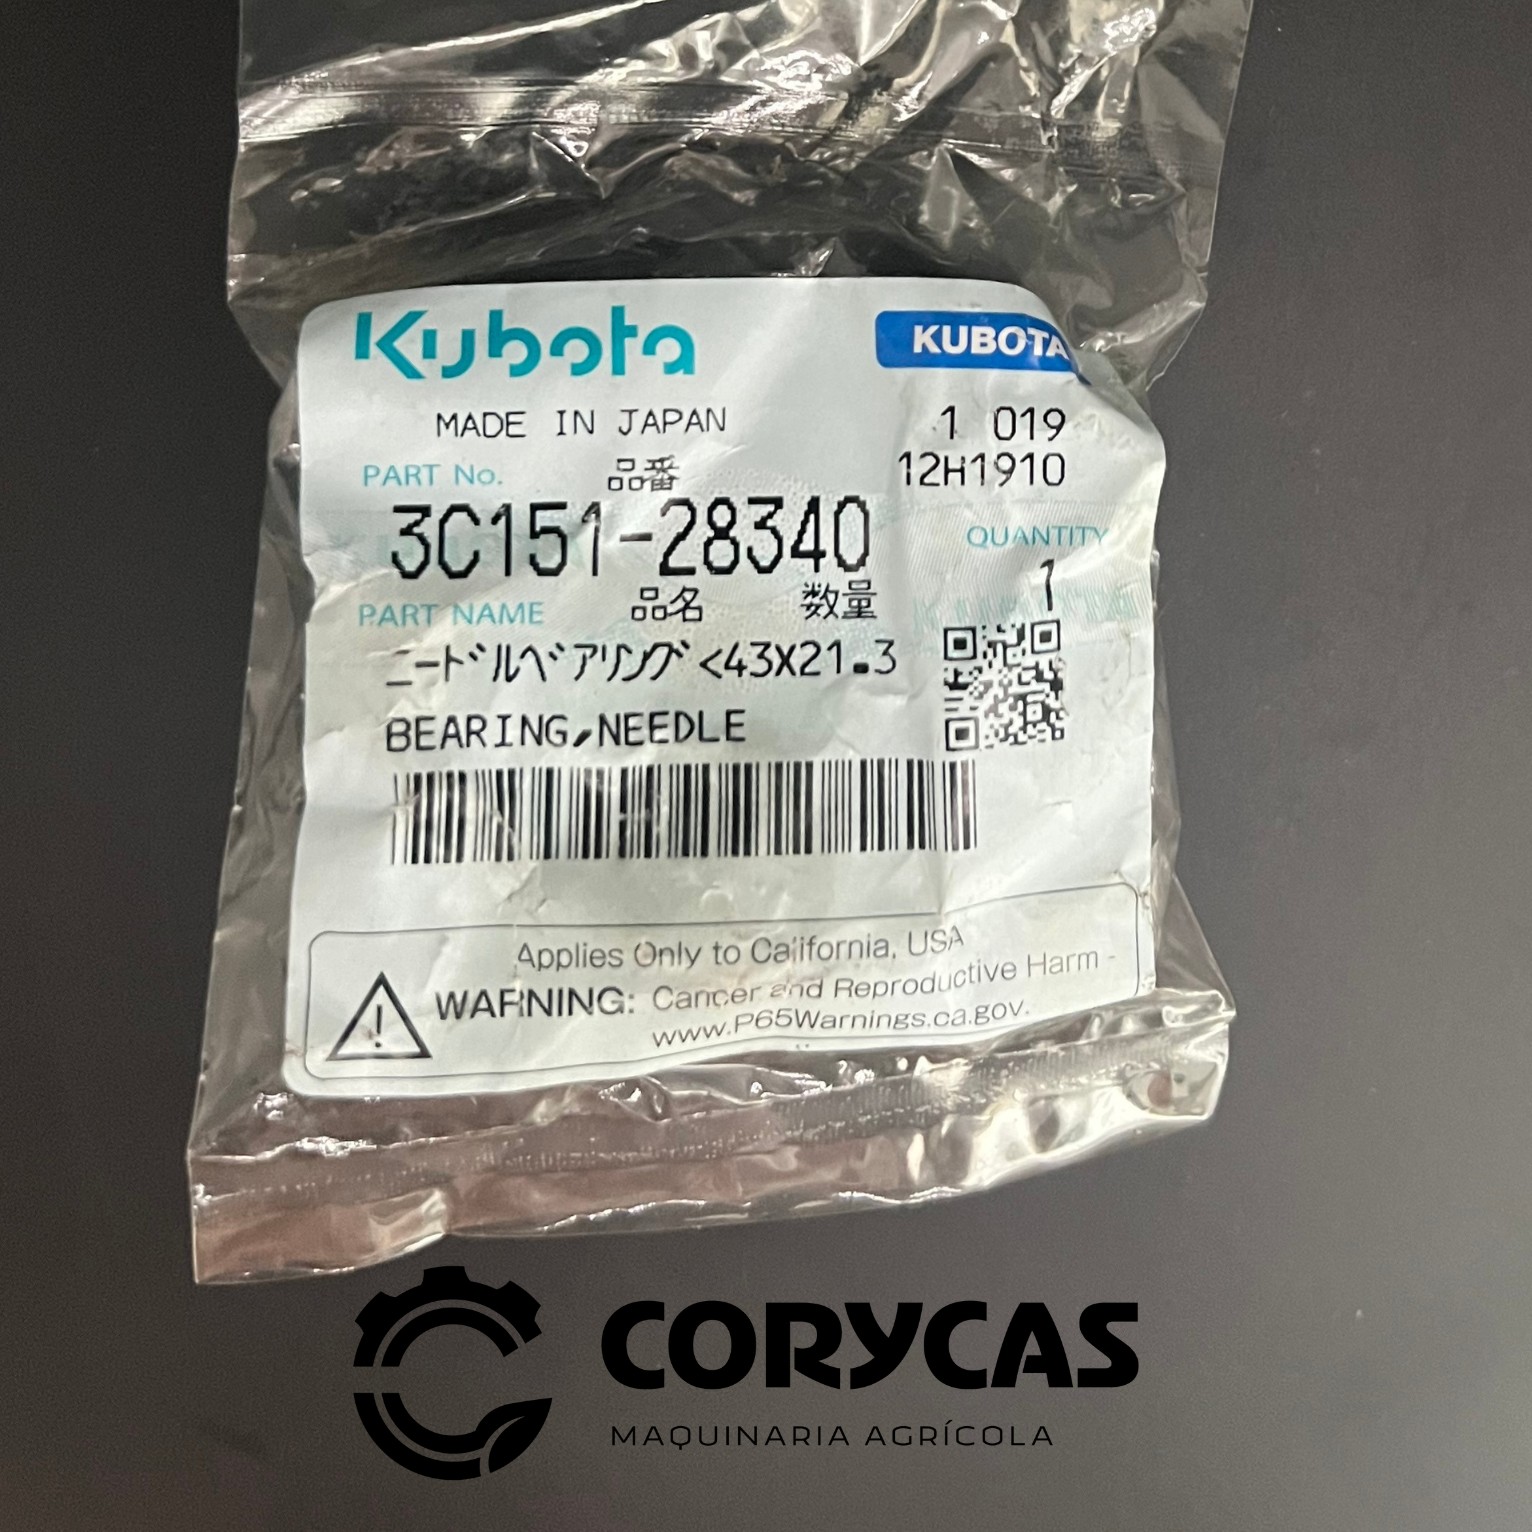 Kubota
KUBOTA
MADE IN JAPAN
1 019
PART No. 品番
12H1910
3C151-28340
QUANTITY
1
PART NAME 品名 数量
ニードルベアリング<43X21.3
BEARING,NEEDLE
Applies Only to California, USA
WARNING: Cancer and Reproductive Harm -
www.P65Warnings.ca.gov.
CORYCAS
MAQUINARIA AGRÍCOLA